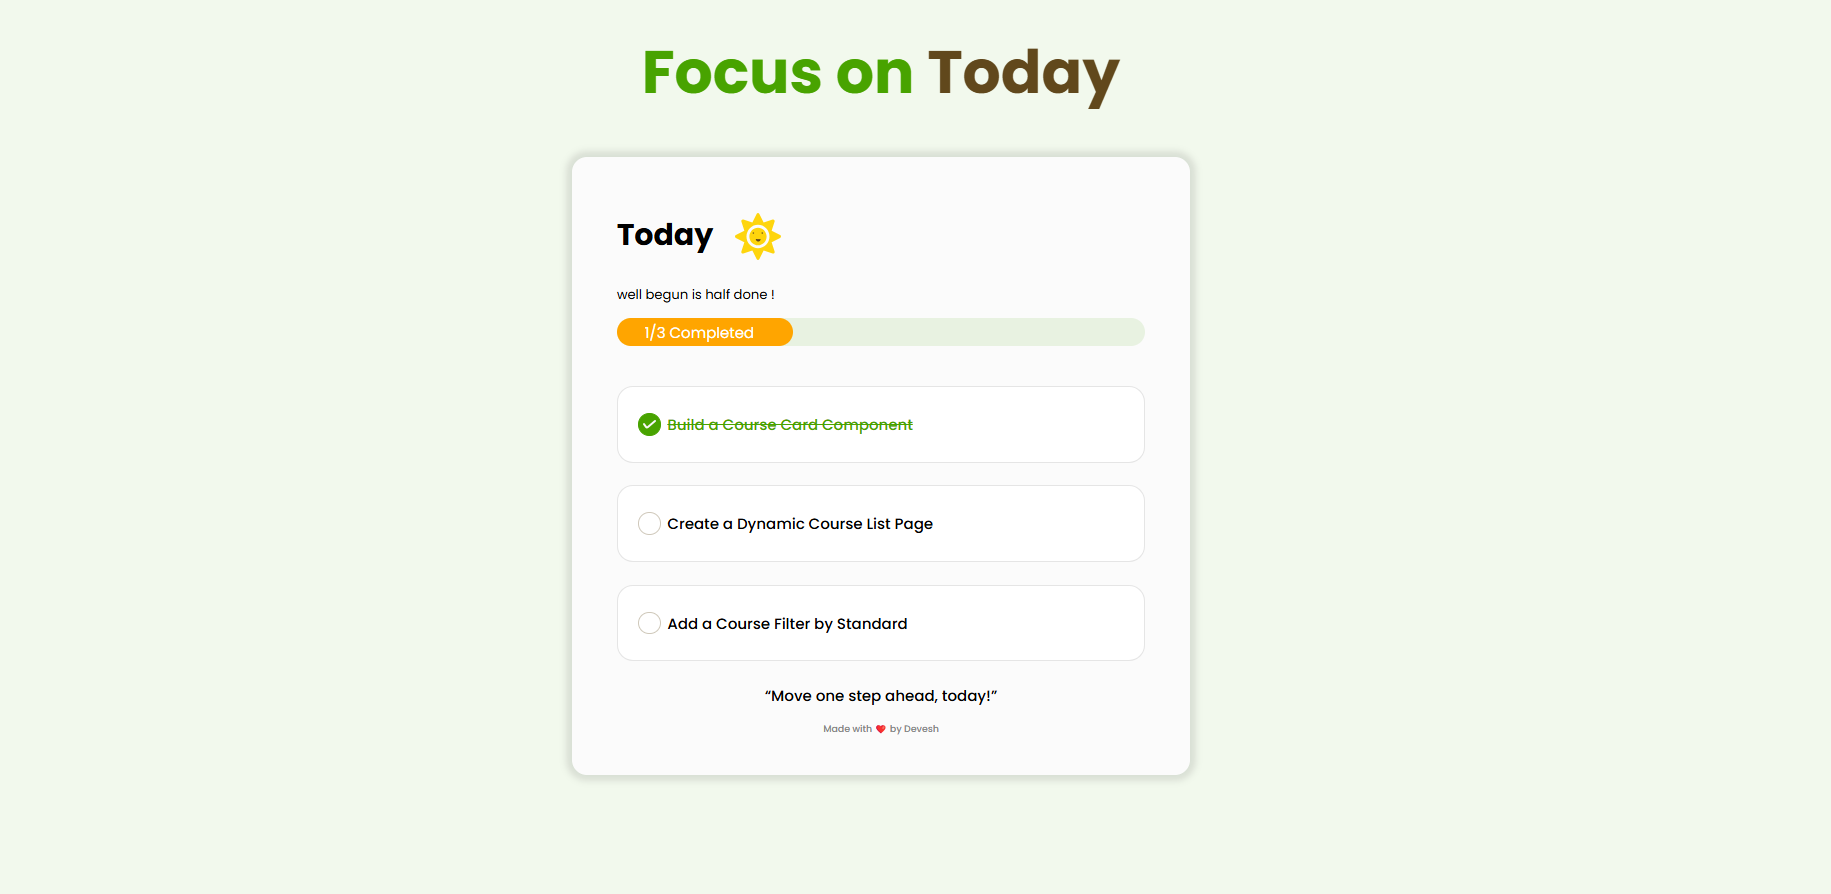 Focus on Today
Today
well begun is half done !
1/3 Completed
Build a Course Card Component
Create a Dynamic Course List Page
Add a Course Filter by Standard
“Move one step ahead, today!”
Made with ❤️ by Devesh